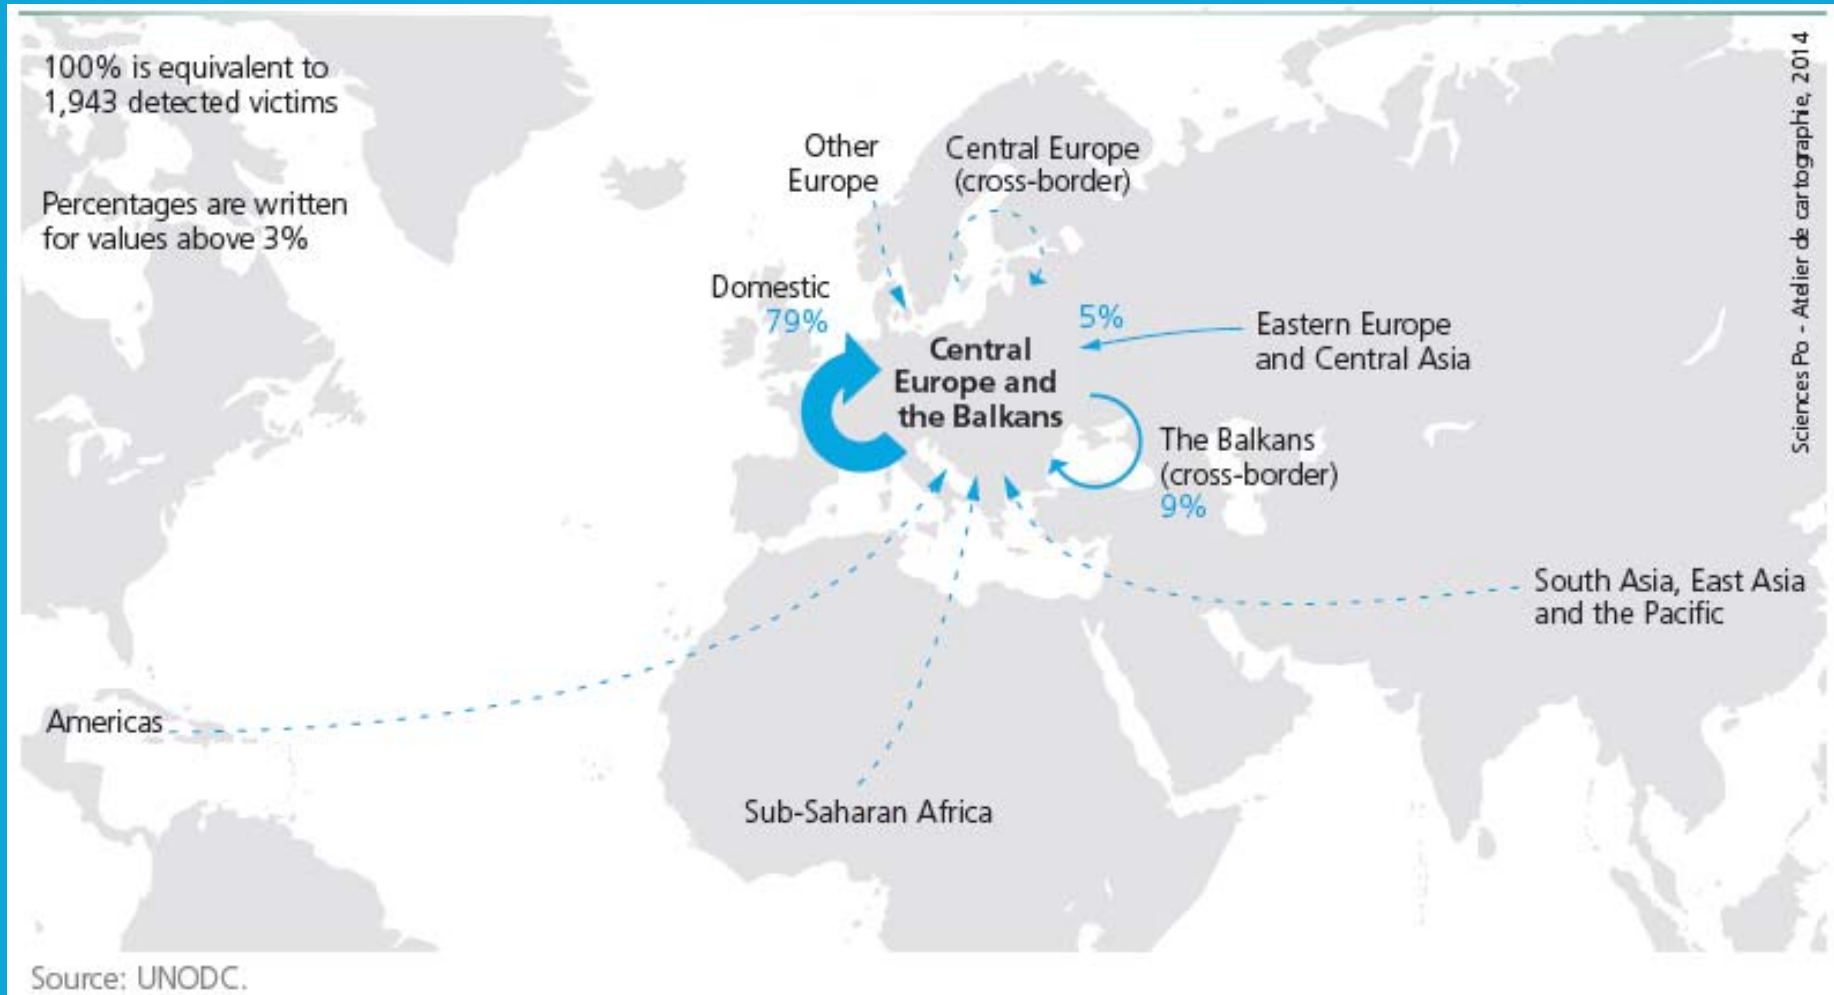 100% is equivalent to
1,943 detected victims
Percentages are written
for values above 3%
Other
Europe
Central Europe
(cross-border)
Domestic
79%
5%
Eastern Europe
and Central Asia
Central
Europe and
the Balkans
The Balkans
(cross-border)
9%
South Asia, East Asia
and the Pacific
Americas
Sub-Saharan Africa
Sciences Po - Atelier de cartographie, 2014
Source: UNODC.